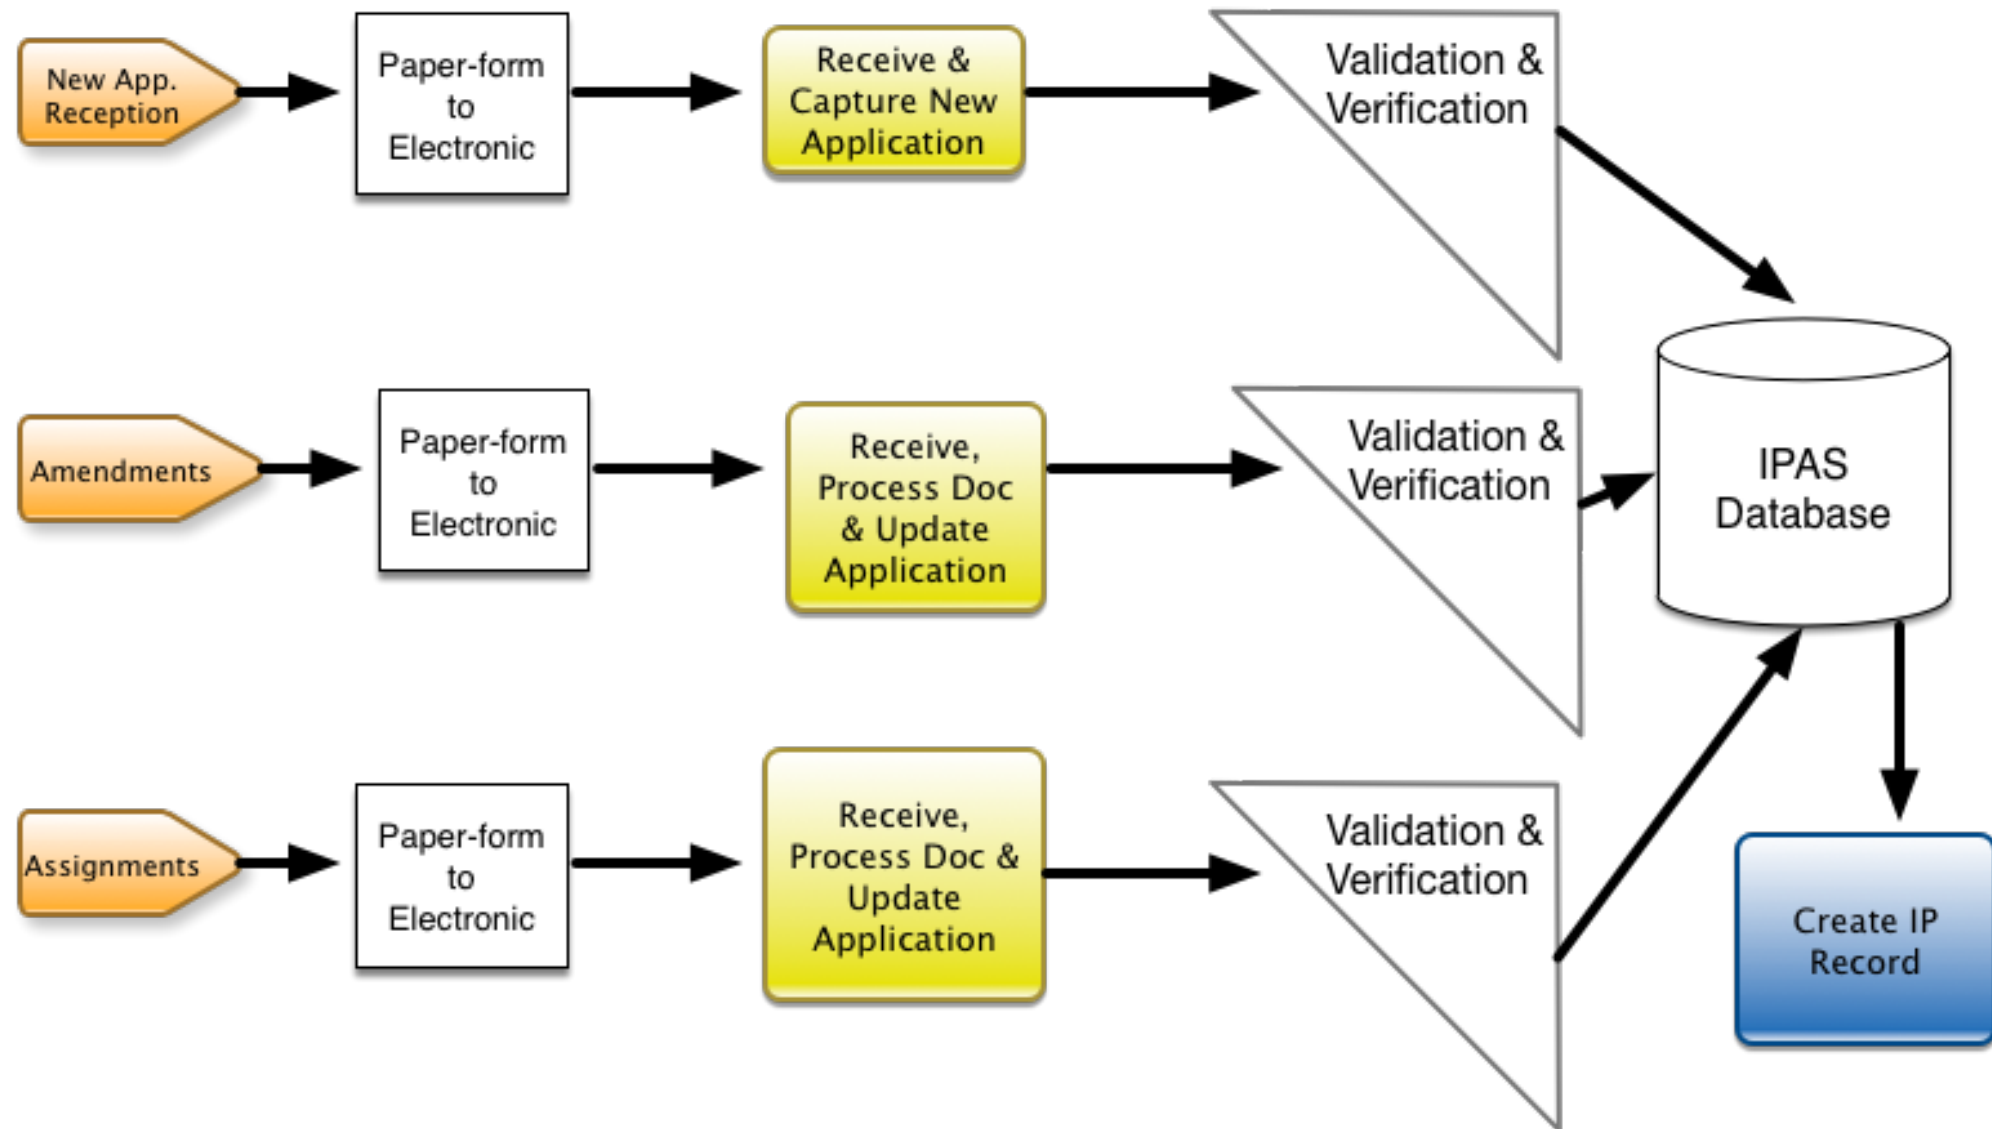 New App.
Reception
Paper-form
to
Electronic
Receive &
Capture New
Application
Validation &
Verification
Amendments
Paper-form
to
Electronic
Receive,
Process Doc
& Update
Application
Validation &
Verification
IPAS
Database
Assignments
Paper-form
to
Electronic
Receive,
Process Doc &
Update
Application
Validation &
Verification
Create IP
Record